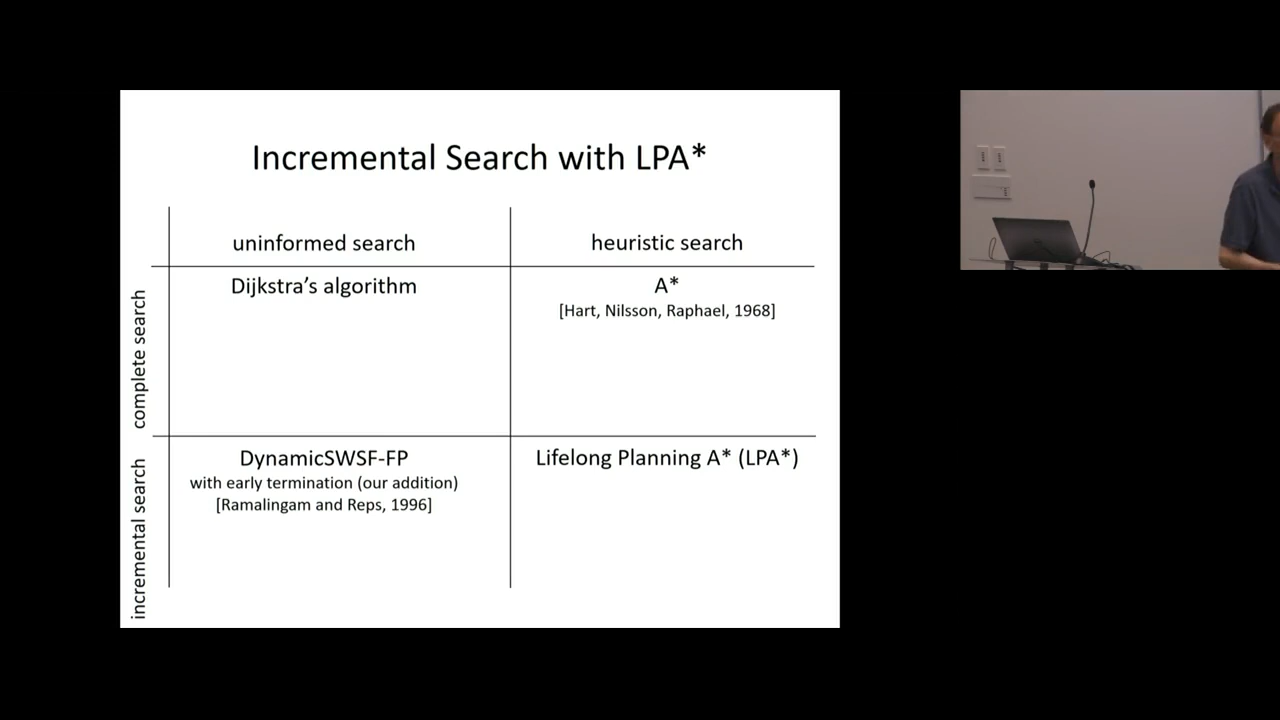 Incremental Search with LPA*
uninformed search
heuristic search
complete search
Dijkstra’s algorithm
A*
[Hart, Nilsson, Raphael, 1968]
incremental search
DynamicSWSF-FP
with early termination (our addition)
[Ramalingam and Reps, 1996]
Lifelong Planning A* (LPA*)